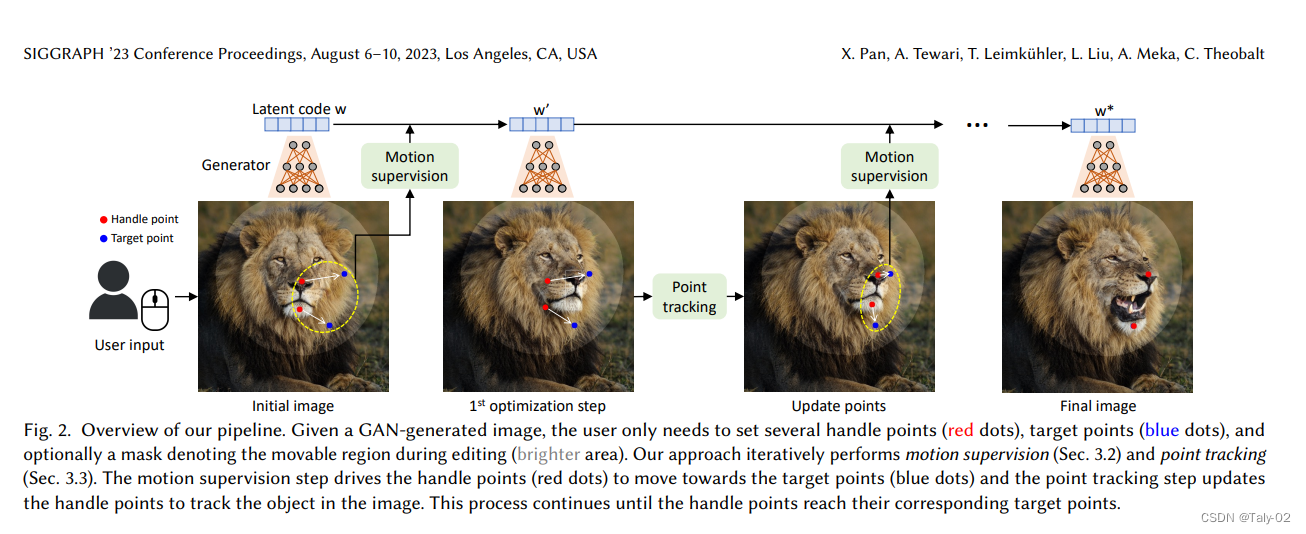 SIGGRAPH '23 Conference Proceedings, August 6–10, 2023, Los Angeles, CA, USA
X. Pan, A. Tewari, T. Leimkühler, L. Liu, A. Meka, C. Theobalt
Latent code w
w'
w*
...
Generator
Motion
supervision
Motion
supervision
Handle point
Target point
Point
tracking
User input
Initial image
1st optimization step
Update points
Final image
Fig. 2. Overview of our pipeline. Given a GAN-generated image, the user only needs to set several handle points (red dots), target points (blue dots), and
optionally a mask denoting the movable region during editing (brighter area). Our approach iteratively performs motion supervision (Sec. 3.2) and point tracking
(Sec. 3.3). The motion supervision step drives the handle points (red dots) to move towards the target points (blue dots) and the point tracking step updates
the handle points to track the object in the image. This process continues until the handle points reach their corresponding target points.
CSDN @Taly-02